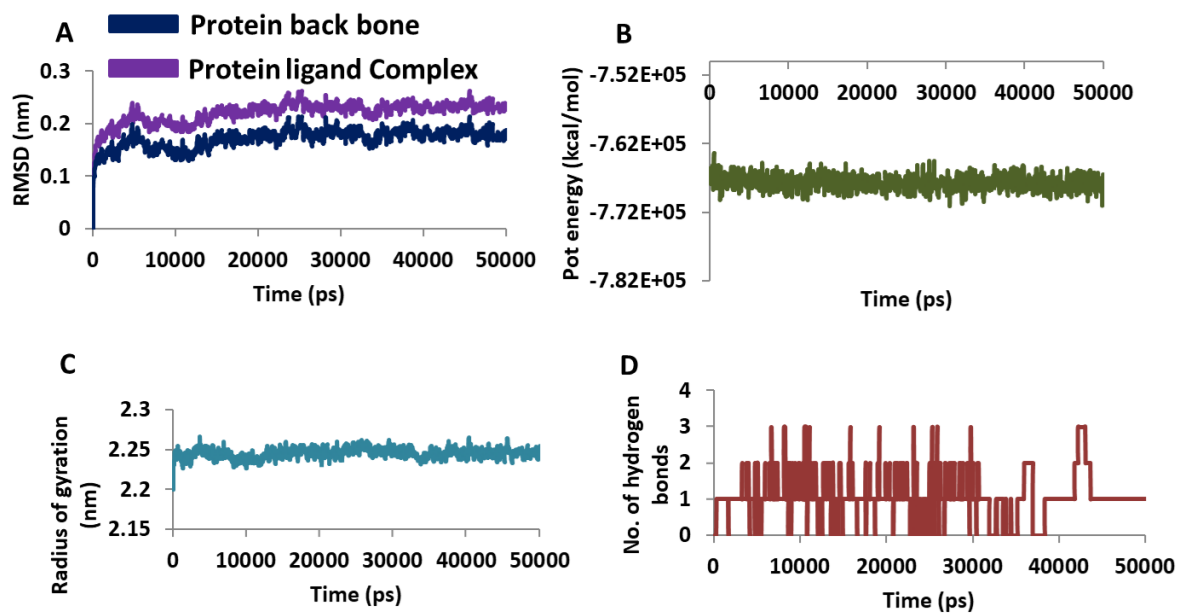 A
Protein back bone
Protein ligand Complex
0.3
0.2
0.1
0
RMSD (nm)
0 10000 20000 30000 40000 50000
Time (ps)
B
-7.52E+05
-7.62E+05
-7.72E+05
-7.82E+05
Pot energy (kcal/mol)
0 10000 20000 30000 40000 50000
Time (ps)
C
2.3
2.25
2.2
2.15
Radius of gyration
(nm)
0 10000 20000 30000 40000 50000
Time (ps)
D
4
3
2
1
0
No. of hydrogen
bonds
0 10000 20000 30000 40000 50000
Time (ps)